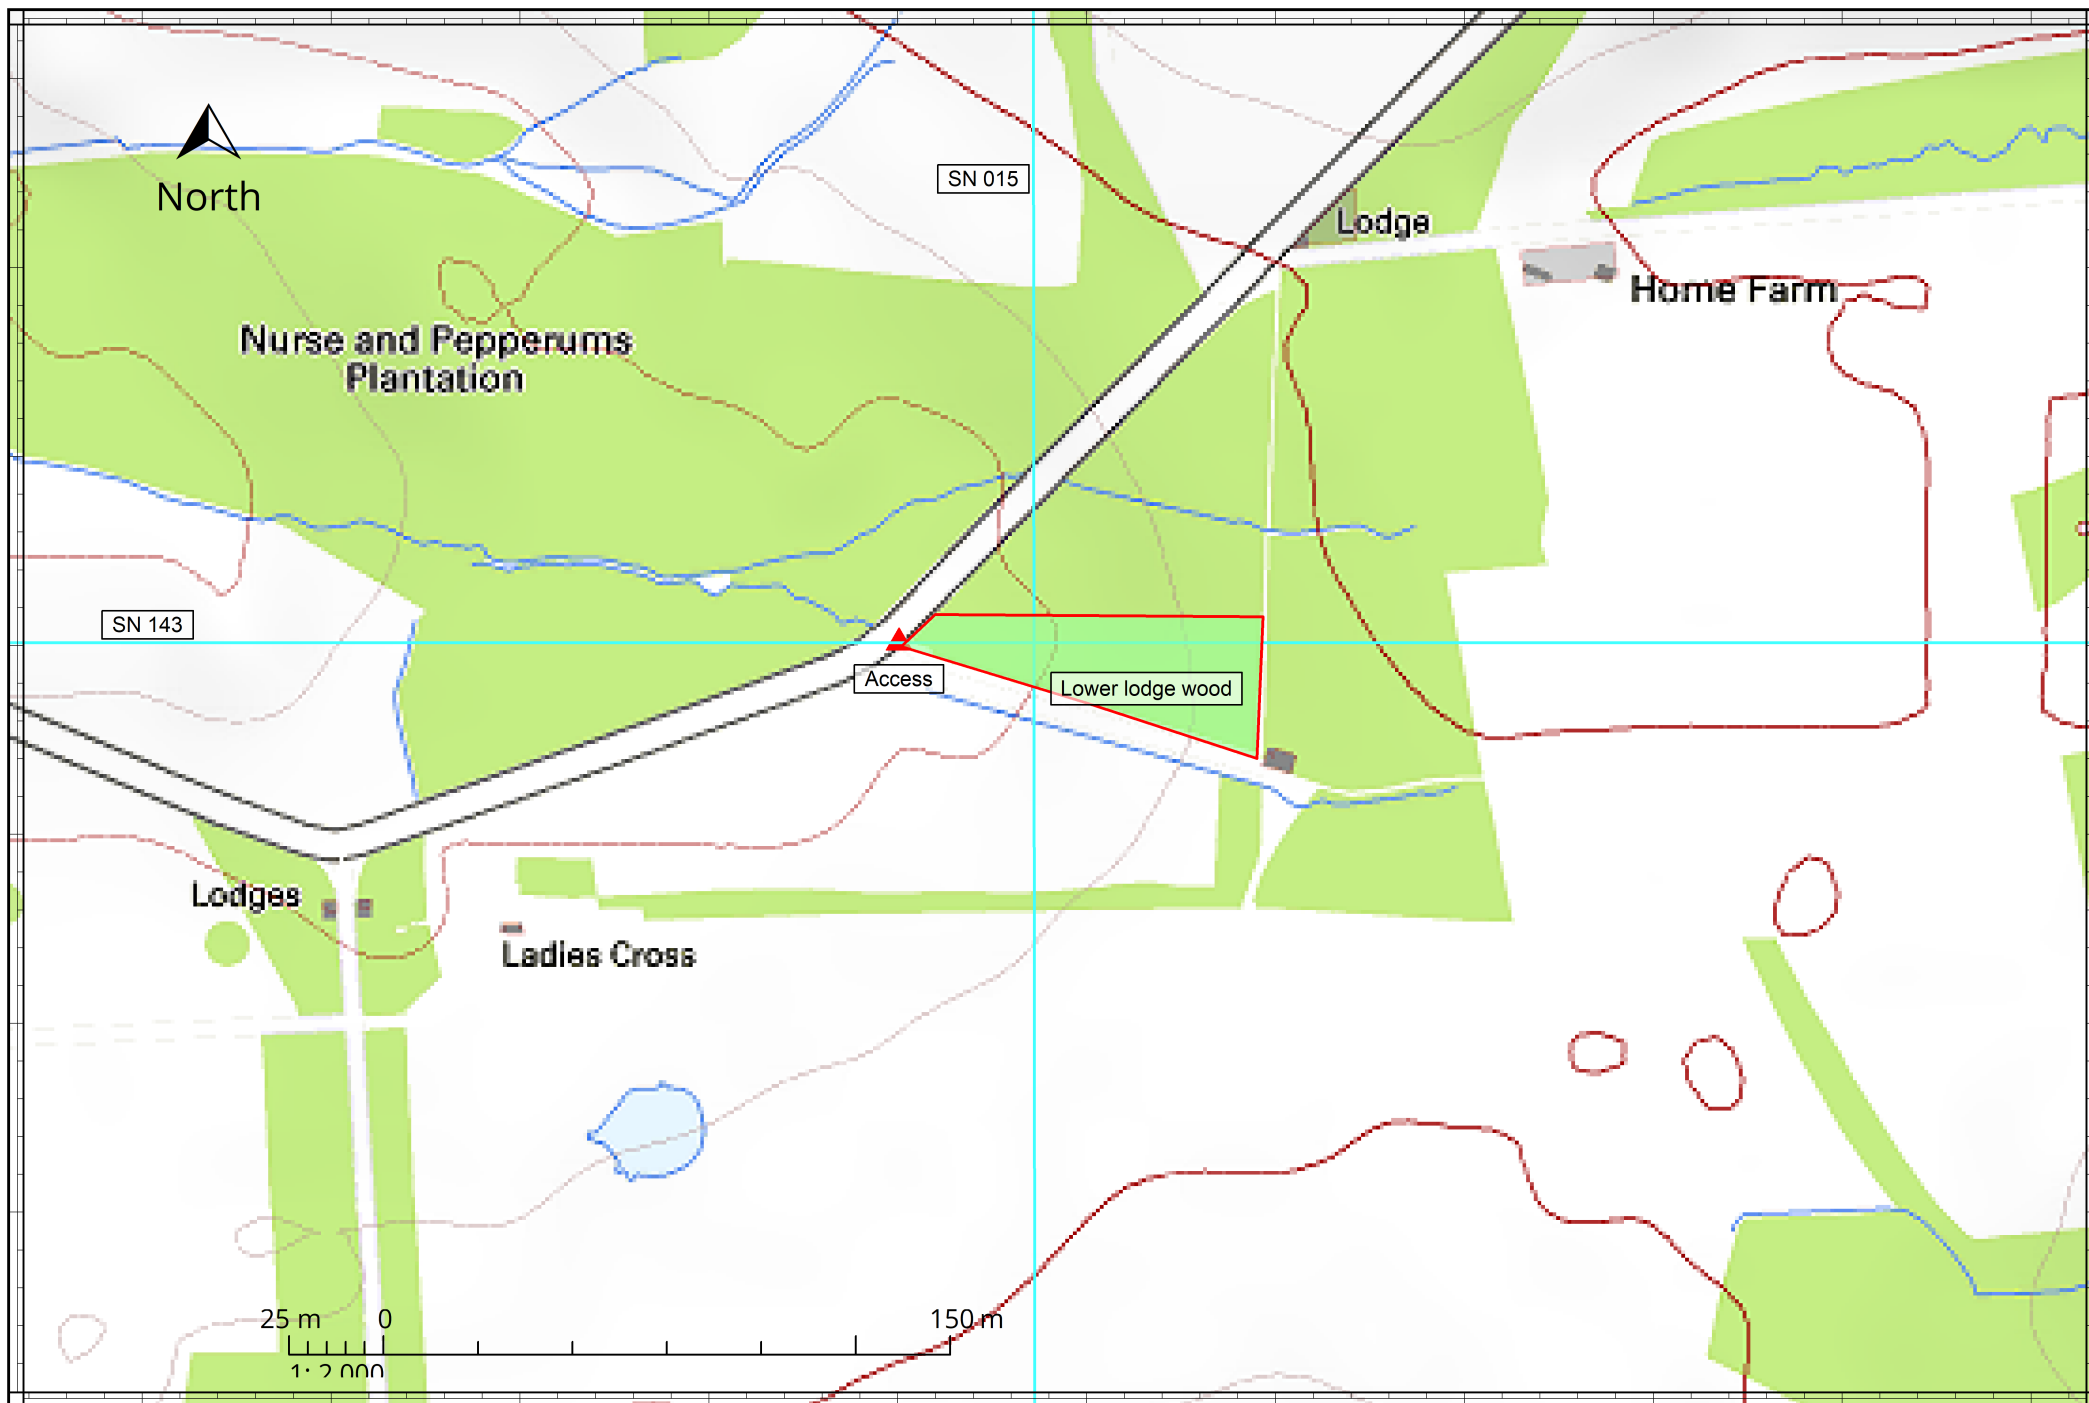 SN 015
North
Lodge
Home Farm
Nurse and Pepperums
Plantation
SN 143
Access
Lower lodge wood
Lodges
Ladies Cross
25 m 0 150 m
1: 2 000